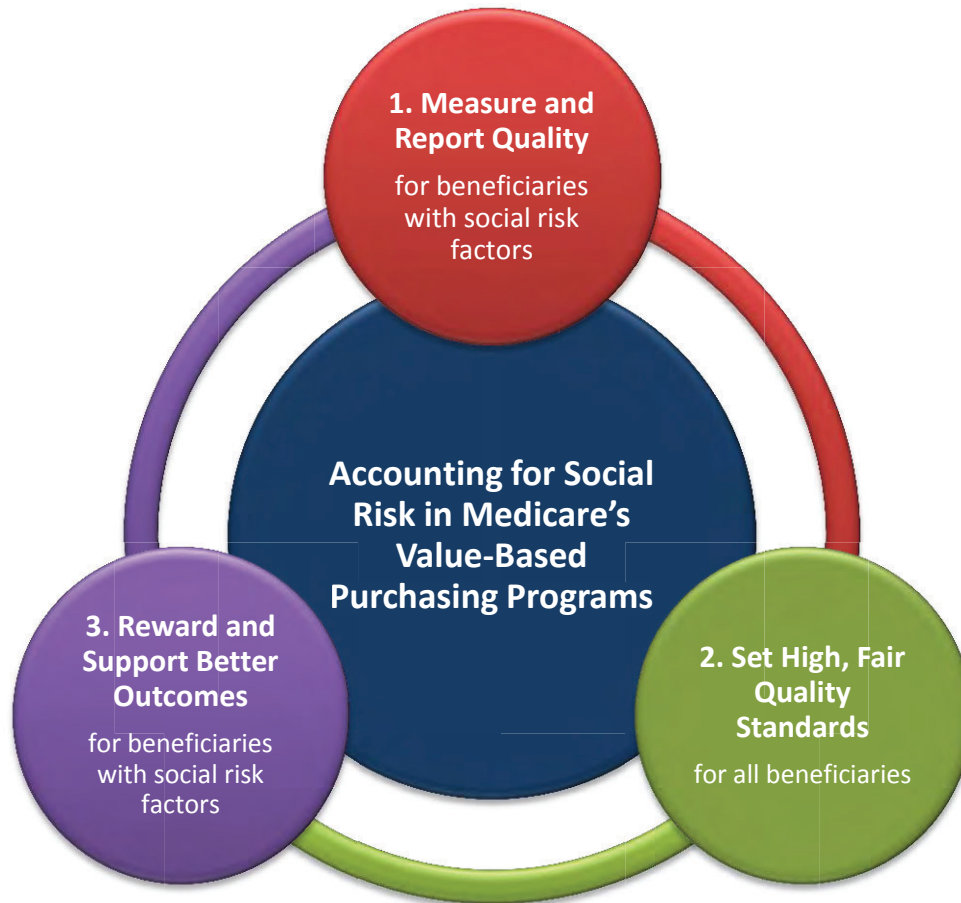 1. Measure and
Report Quality
for beneficiaries
with social risk
factors
Accounting for Social
Risk in Medicare’s
Value-Based
Purchasing Programs
2. Set High, Fair
Quality
Standards
for all beneficiaries
3. Reward and
Support Better
Outcomes
for beneficiaries
with social risk
factors